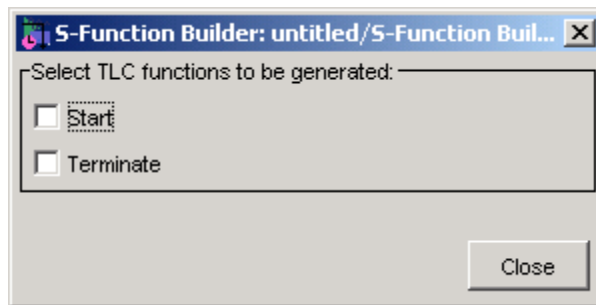 S-Function Builder: untitled/S-Function Buil...
Select TLC functions to be generated:
Start
Terminate
Close